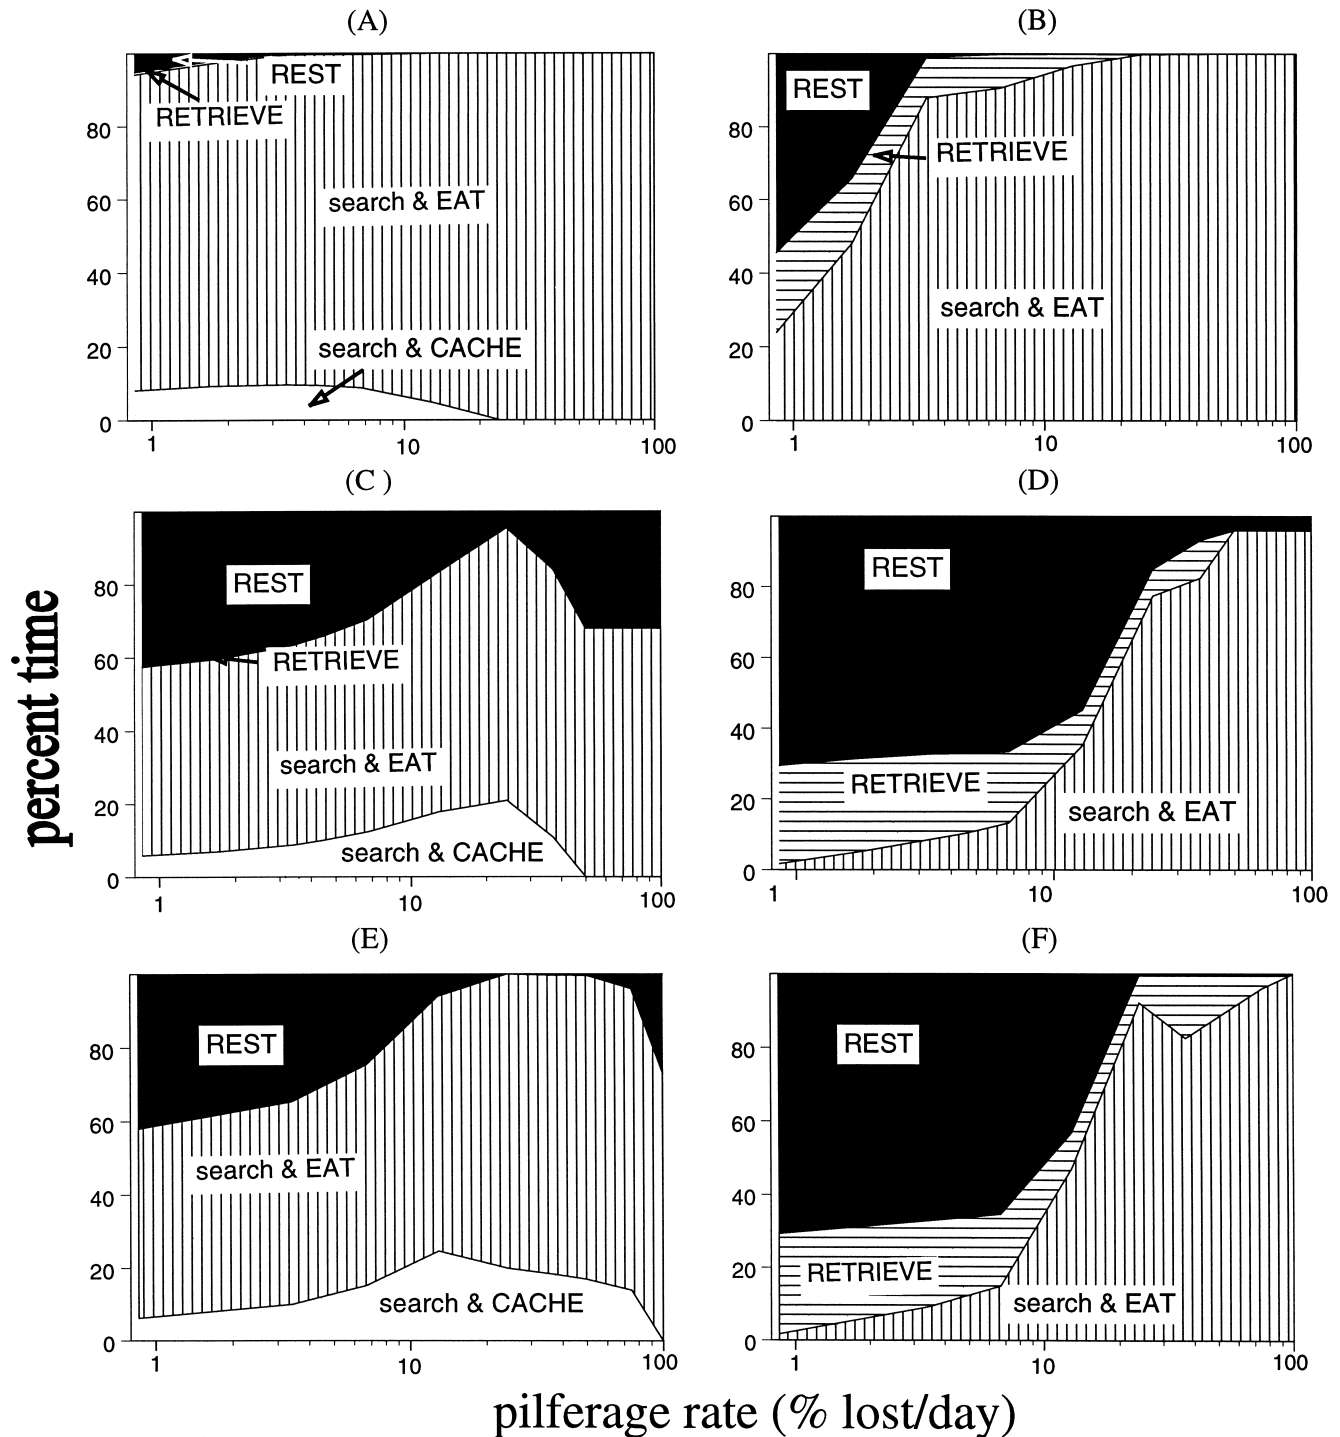 (A)
REST
RETRIEVE
80
search & EAT
60
40
search & CACHE
20
0
1 10 100
(B)
REST
80
RETRIEVE
60
40
search & EAT
20
0
1 10 100
(C )
REST
80
RETRIEVE
60
40
search & EAT
20
search & CACHE
0
1 10 100
(D)
REST
80
60
40
RETRIEVE
20
search & EAT
0
1 10 100
percent time
(E)
REST
80
60
search & EAT
40
20
search & CACHE
0
1 10 100
(F)
REST
80
60
40
20
RETRIEVE
search & EAT
0
1 10 100
pilferage rate (% lost/day)